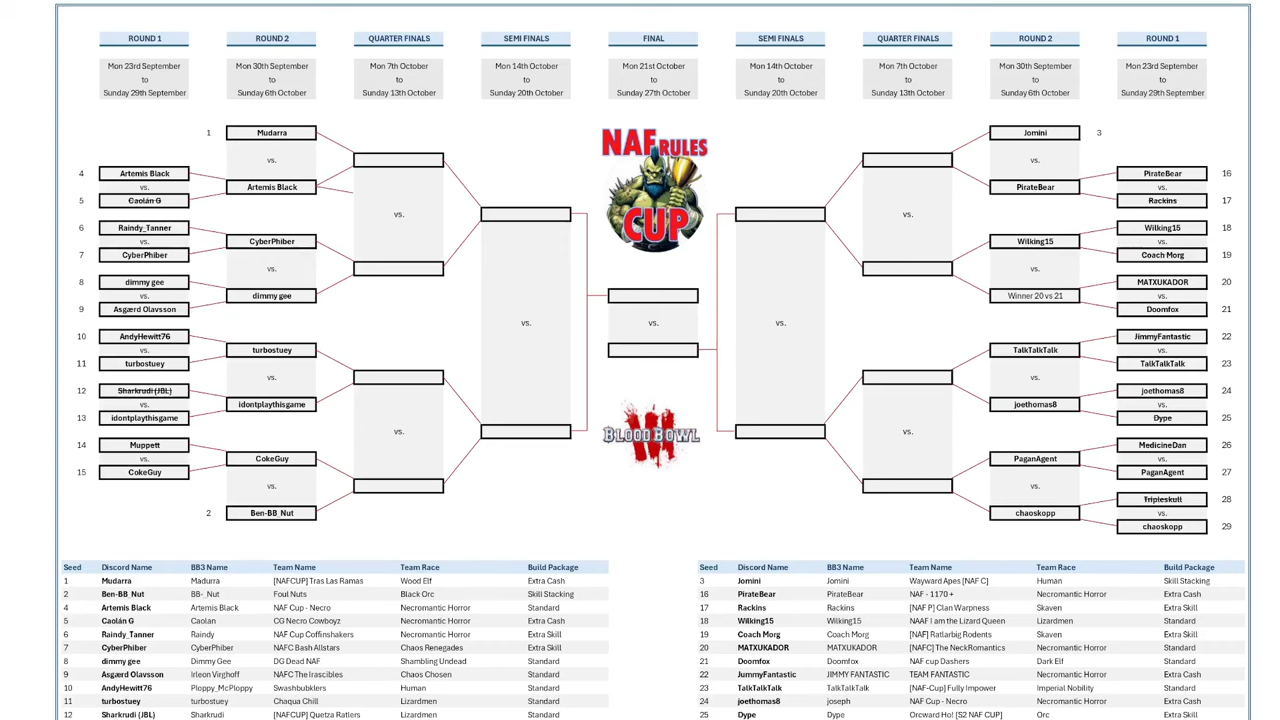 ROUND 1 ROUND 2 QUARTER FINALS SEMI FINALS FINAL SEMI FINALS QUARTER FINALS ROUND 2 ROUND 1
Mon 23rd September Mon 30th September Mon 7th October Mon 14th October Mon 21st October Mon 14th October Mon 7th October Mon 30th September Mon 23rd September
to to to to to to to to to
Sunday 29th September Sunday 6th October Sunday 13th October Sunday 20th October Sunday 27th October Sunday 20th October Sunday 13th October Sunday 6th October Sunday 29th September
1 Mudarra Jomini 3
NAF RULES
vs. vs.
4 Artemis Black PirateBear 16
vs. Artemis Black PirateBear vs.
5 Caolán G Rackins 17
vs. vs.
CUP
6 Raindy_Tanner Wilking15 18
vs. CyberPhiber Wilking15 vs.
7 CyberPhiber Coach Morg 19
vs. vs.
8 dimmy gee MATXUKADOR 20
vs. dimmy gee Winner 20 vs 21 vs.
9 Asgærd Olavsson Doomfox 21
vs. vs. vs.
10 AndyHewitt76 JimmyFantastic 22
vs. turbostuey TalkTalkTalk vs.
11 turbostuey TalkTalkTalk 23
vs. vs.
12 Sharkrudi (JBL) joethomas8 24
vs. idontplaythisgame joethomas8 vs.
13 idontplaythisgame Dype 25
vs. BLOOD BOWL vs.
14 Muppett MedicineDan 26
vs. CokeGuy PaganAgent vs.
15 CokeGuy PaganAgent 27
vs. vs.
Tripleskull 28
2 Ben-BB_Nut chaoskopp vs.
chaoskopp 29
Seed Discord Name BB3 Name Team Name Team Race Build Package Seed Discord Name BB3 Name Team Name Team Race Build Package
1 Mudarra Madurra [NAFCUP] Tras Las Ramas Wood Elf Extra Cash 3 Jomini Jomini Wayward Apes [NAF C] Human Skill Stacking
2 Ben-BB_Nut BB-_Nut Foul Nuts Black Orc Skill Stacking 16 PirateBear PirateBear NAF - 1170 + Necromantic Horror Extra Cash
4 Artemis Black Artemis Black NAF Cup - Necro Necromantic Horror Standard 17 Rackins Rackins [NAF P] Clan Warpness Skaven Extra Skill
5 Caolán G Caolan CG Necro Cowboyz Necromantic Horror Extra Cash 18 Wilking15 Wilking15 NAAF I am the Lizard Queen Lizardmen Standard
6 Raindy_Tanner Raindy NAF Cup Coffinshakers Necromantic Horror Extra Skill 19 Coach Morg Coach Morg [NAF] Ratlarbig Rodents Skaven Extra Skill
7 CyberPhiber CyberPhiber NAFC Bash Allstars Chaos Renegades Extra Skill 20 MATXUKADOR MATXUKADOR [NAFC] The NeckRomantics Necromantic Horror Extra Cash
8 dimmy gee Dimmy Gee DG Dead NAF Shambling Undead Standard 21 Doomfox Doomfox NAF cup Dashers Dark Elf Standard
9 Asgærd Olavsson Irleon Virghoff NAFC The Irascibles Chaos Chosen Standard 22 JummyFantastic JIMMY FANTASTIC TEAM FANTASTIC Necromantic Horror Extra Cash
10 AndyHewitt76 Ploppy_McPloppy Swashbubklers Human Standard 23 TalkTalkTalk TalkTalkTalk [NAF-Cup] Fully Impower Imperial Nobility Standard
11 turbostuey turbostuey Chaqua Chill Lizardmen Standard 24 joethomas8 joseph NAF Cup - Necro Necromantic Horror Extra Cash
12 Sharkrudi (JBL) Sharkrudi [NAFCUP] Quetza Ratlers Lizardmen Standard 25 Dype Dype Orcward Ho! [S2 NAF CUP] Orc Extra Skill